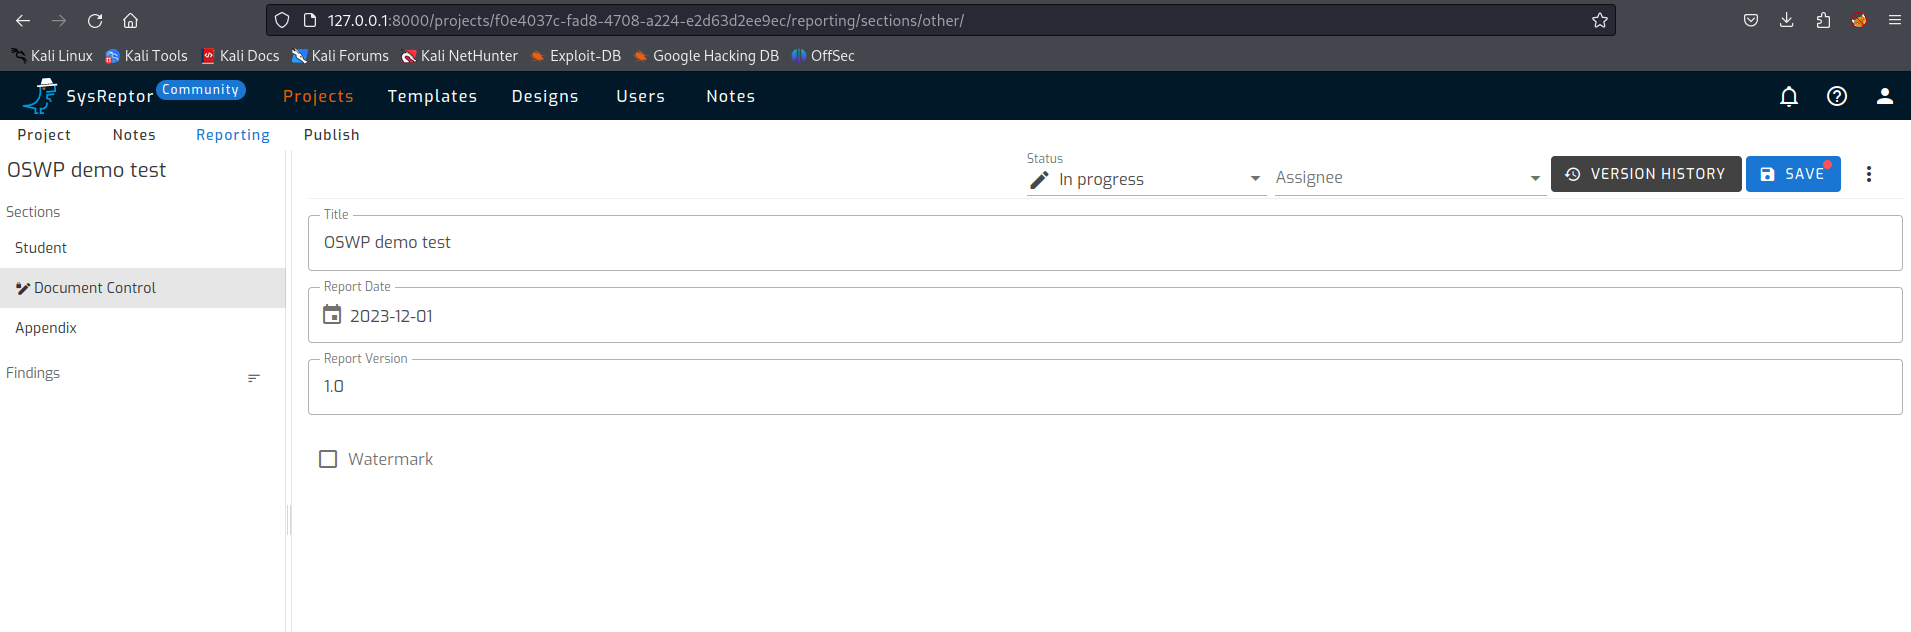 127.0.0.1:8000/projects/f0e4037c-fad8-4708-a224-e2d63d2ee9ec/reporting/sections/other/
Kali Linux Kali Tools Kali Docs Kali Forums Kali NetHunter Exploit-DB Google Hacking DB OffSec
SysReptor Community Projects Templates Designs Users Notes
Project Notes Reporting Publish
OSWP demo test
Sections
Student
Document Control
Appendix
Findings
Status
In progress
Assignee
VERSION HISTORY
SAVE
Title
OSWP demo test
Report Date
2023-12-01
Report Version
1.0
Watermark